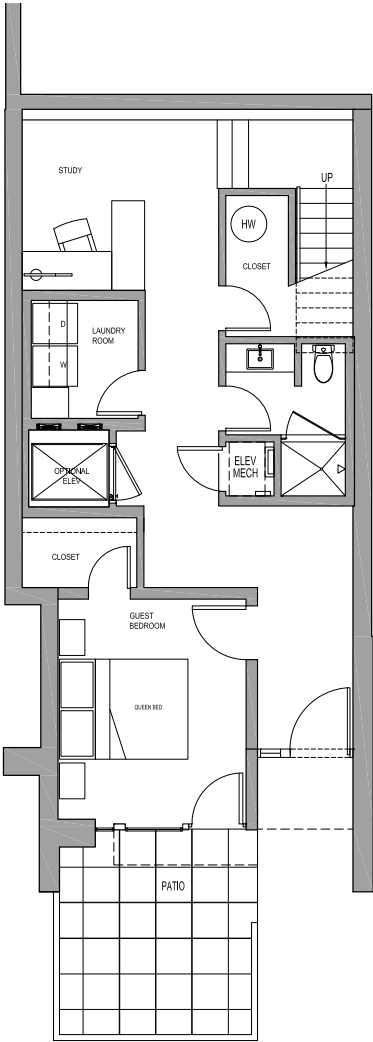 STUDY
UP
HW
CLOSET
D
LAUNDRY
ROOM
W
OPTIONAL
ELEV
ELEV
MECH
CLOSET
GUEST
BEDROOM
QUEEN BED
PATIO